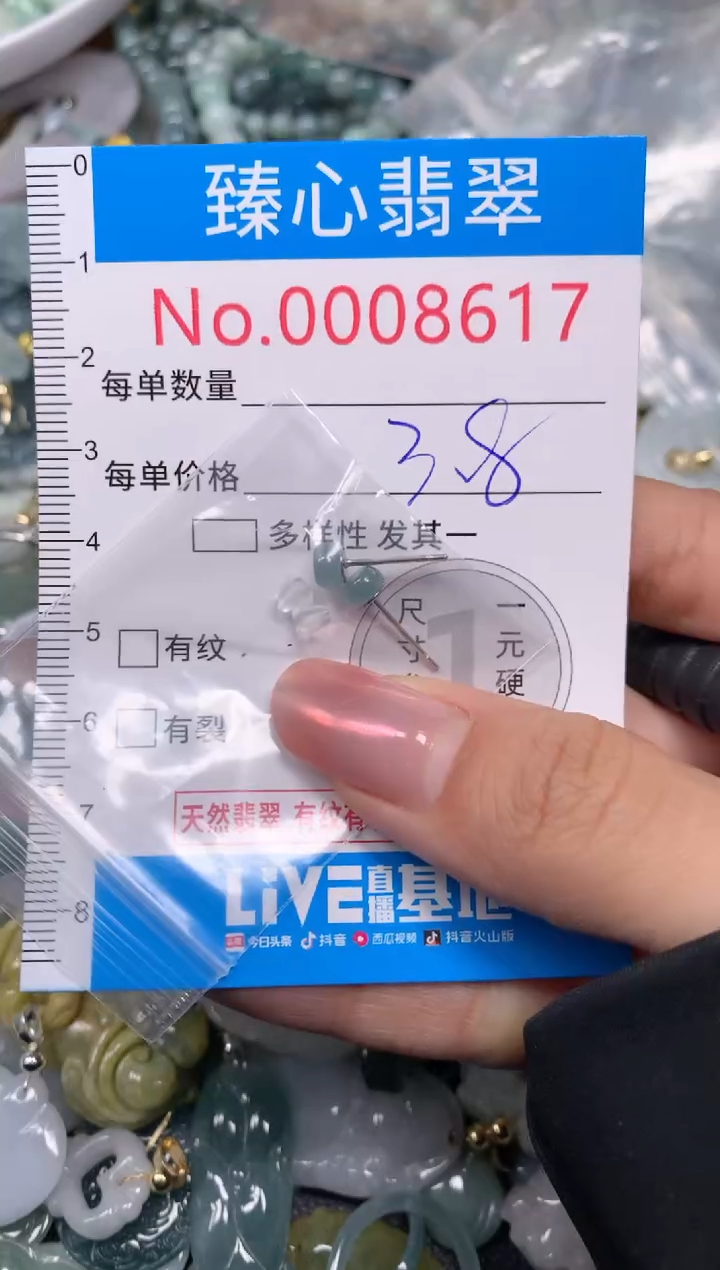 臻心翡翠
No.0008617
每单数量
每单价格 3.8
多样性 发其一
尺寸 一元硬
1
有纹
有裂
天然翡翠 有纹有
LiVE直播基地
今日头条 抖音 西瓜视频 抖音火山版
0
1
2
3
4
5
6
7
8